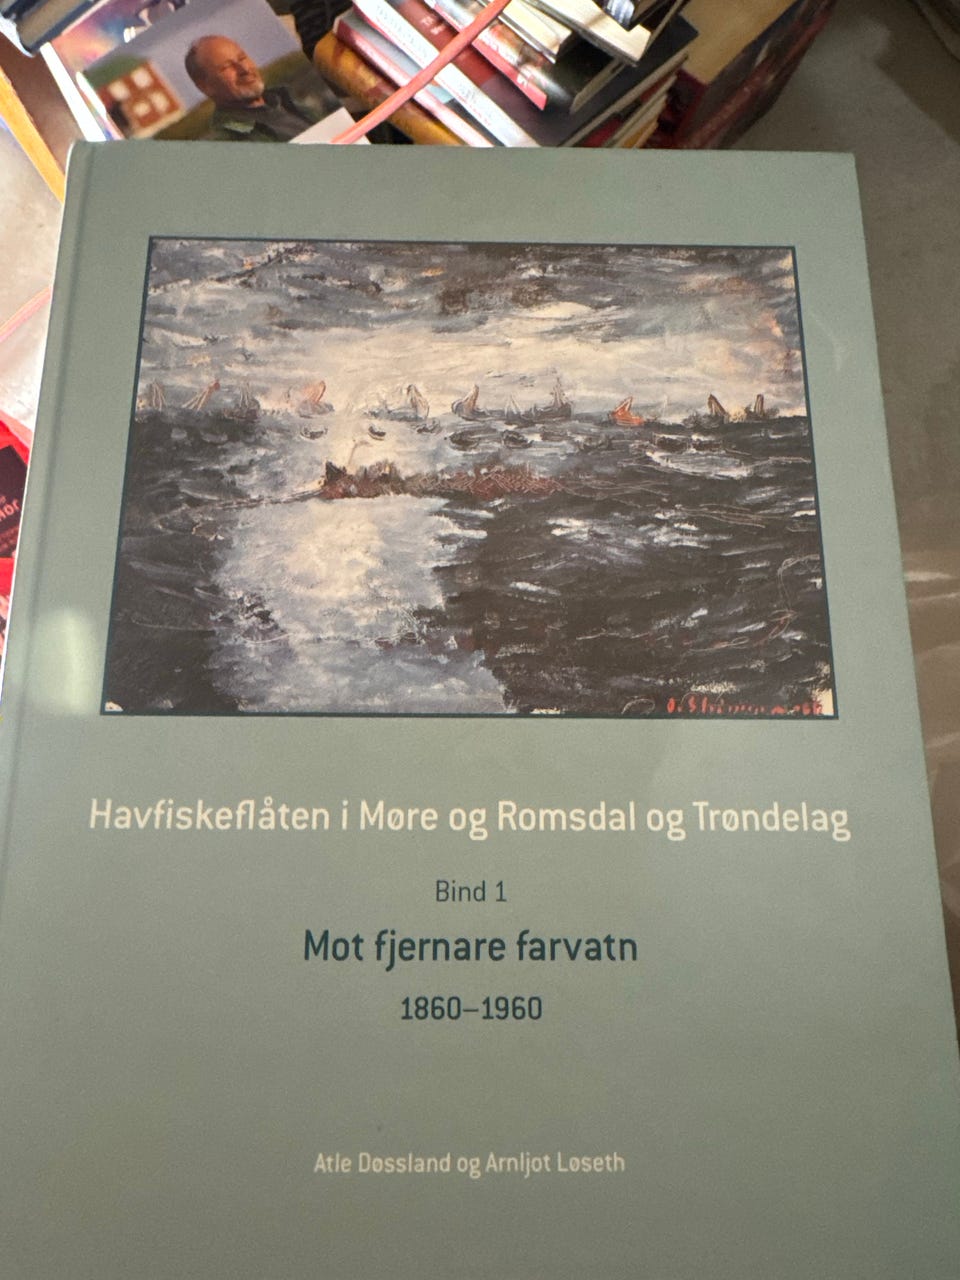 Havfiskeflåten i Møre og Romsdal og Trøndelag
Bind 1
Mot fjernare farvatn
1860–1960
Atle Døssland og Arnljot Løseth